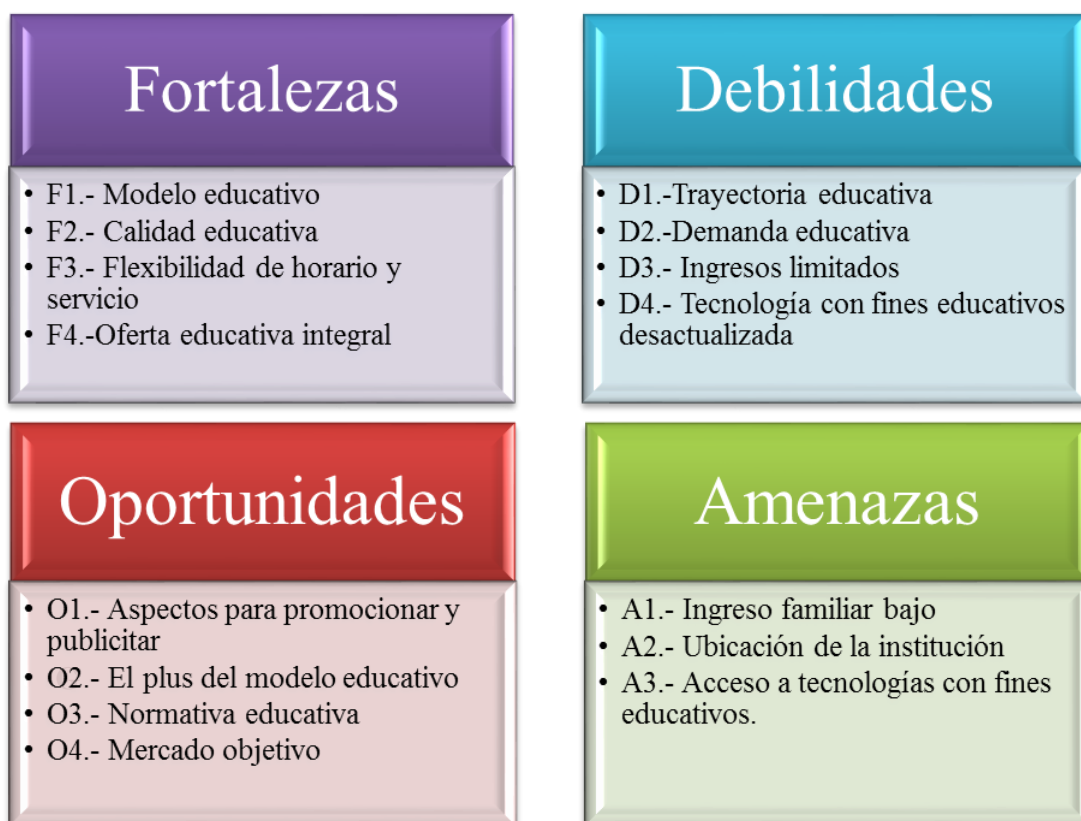 Fortalezas
• F1.- Modelo educativo
• F2.- Calidad educativa
• F3.- Flexibilidad de horario y
servicio
• F4.-Oferta educativa integral
Debilidades
• D1.-Trayectoria educativa
• D2.-Demanda educativa
• D3.- Ingresos limitados
• D4.- Tecnología con fines educativos
desactualizada
Oportunidades
• O1.- Aspectos para promocionar y
publicitar
• O2.- El plus del modelo educativo
• O3.- Normativa educativa
• O4.- Mercado objetivo
Amenazas
• A1.- Ingreso familiar bajo
• A2.- Ubicación de la institución
• A3.- Acceso a tecnologías con fines
educativos.